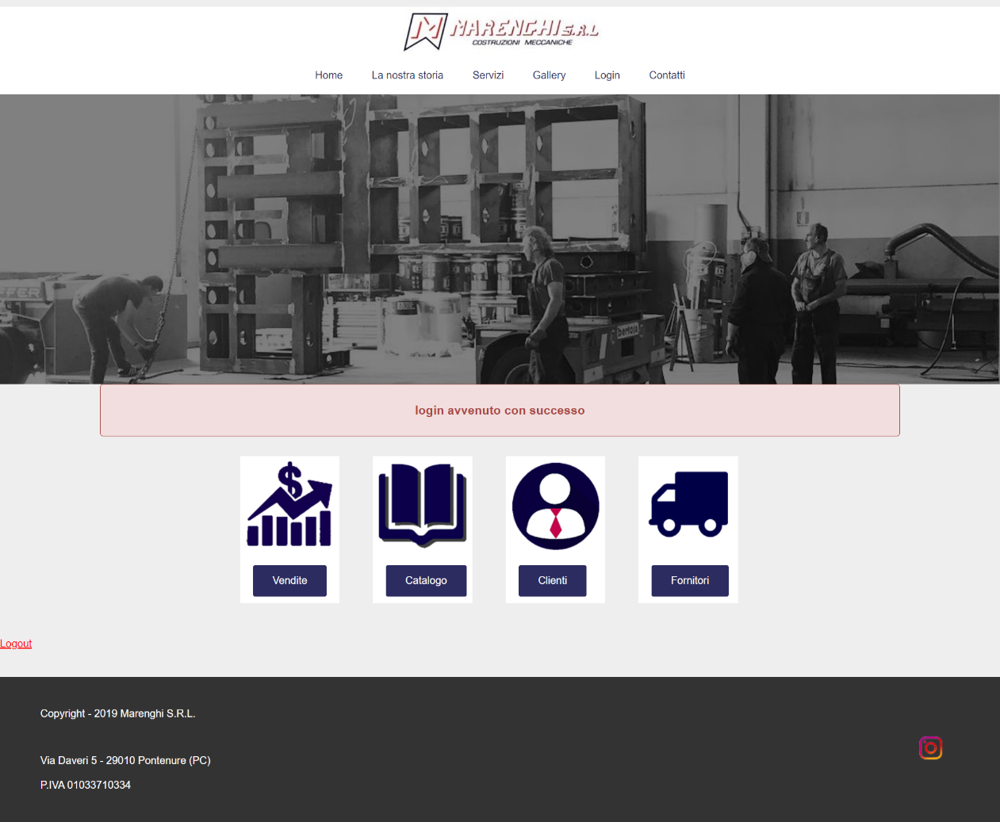 M MARENGHI S.R.L
COSTRUZIONI MECCANICHE
Home La nostra storia Servizi Gallery Login Contatti
bertoja
login avvenuto con successo
$
Vendite Catalogo Clienti Fornitori
Logout
Copyright - 2019 Marenghi S.R.L.
Via Daveri 5 - 29010 Pontenure (PC)
P.IVA 01033710334